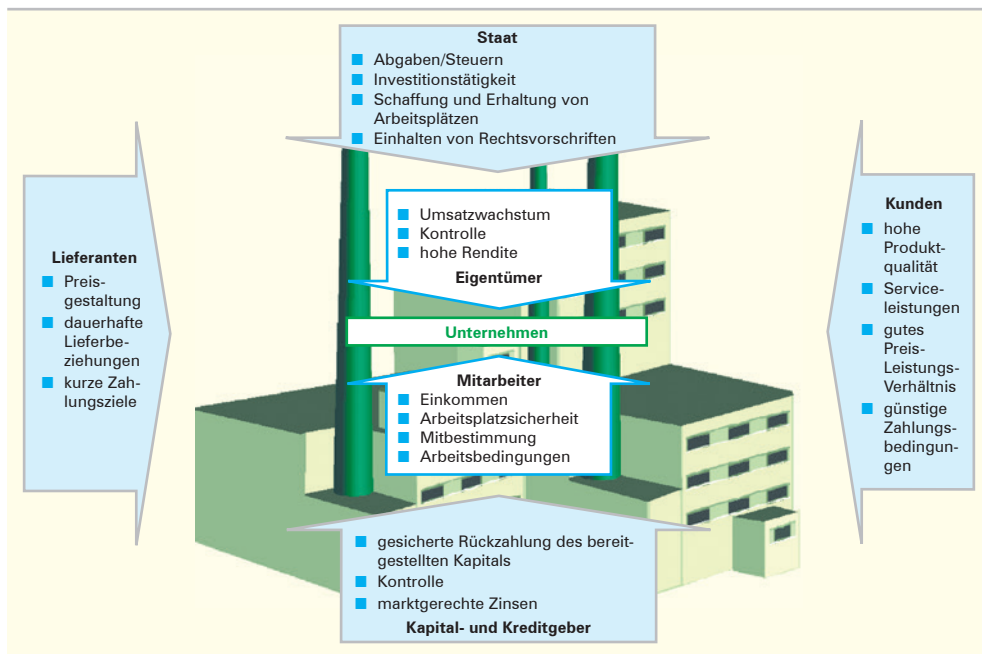 Staat
Abgaben/Steuern
Investitionstätigkeit
Schaffung und Erhaltung von
Arbeitsplätzen
Einhalten von Rechtsvorschriften
Umsatzwachstum
Kontrolle
hohe Rendite
Eigentümer
Lieferanten
Preis-
gestaltung
dauerhafte
Lieferbe-
ziehungen
kurze Zah-
lungsziele
Unternehmen
Kunden
hohe
Produkt-
qualität
Service-
leistungen
gutes
Preis-
Leistungs-
Verhältnis
günstige
Zahlungs-
bedingun-
gen
Mitarbeiter
Einkommen
Arbeitsplatzsicherheit
Mitbestimmung
Arbeitsbedingungen
gesicherte Rückzahlung des bereit-
gestellten Kapitals
Kontrolle
marktgerechte Zinsen
Kapital- und Kreditgeber